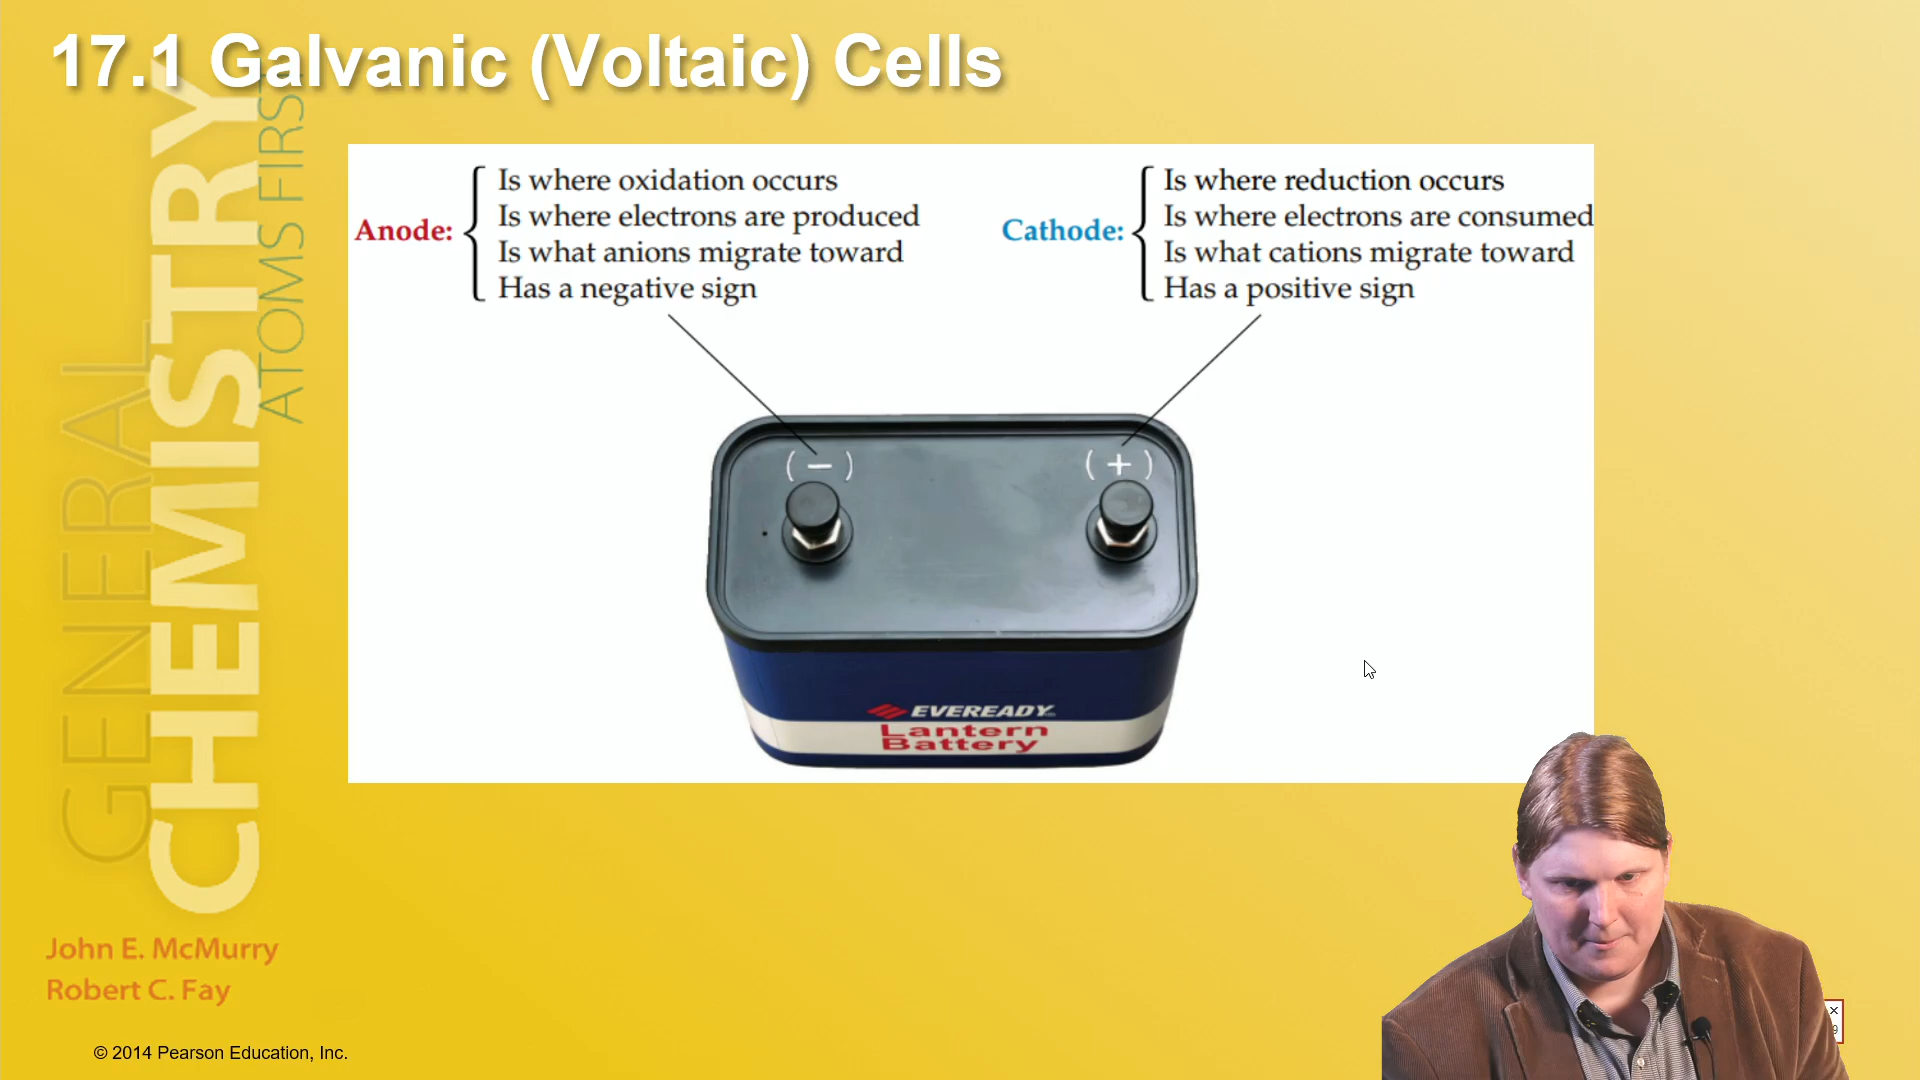 17.1 Galvanic (Voltaic) Cells
GENERAL
CHEMISTRY
ATOMS FIRST
Anode:
Is where oxidation occurs
Is where electrons are produced
Is what anions migrate toward
Has a negative sign
Cathode:
Is where reduction occurs
Is where electrons are consumed
Is what cations migrate toward
Has a positive sign
(−)
(+)
EVEREADY
Lantern
Battery
John E. McMurry
Robert C. Fay
© 2014 Pearson Education, Inc.